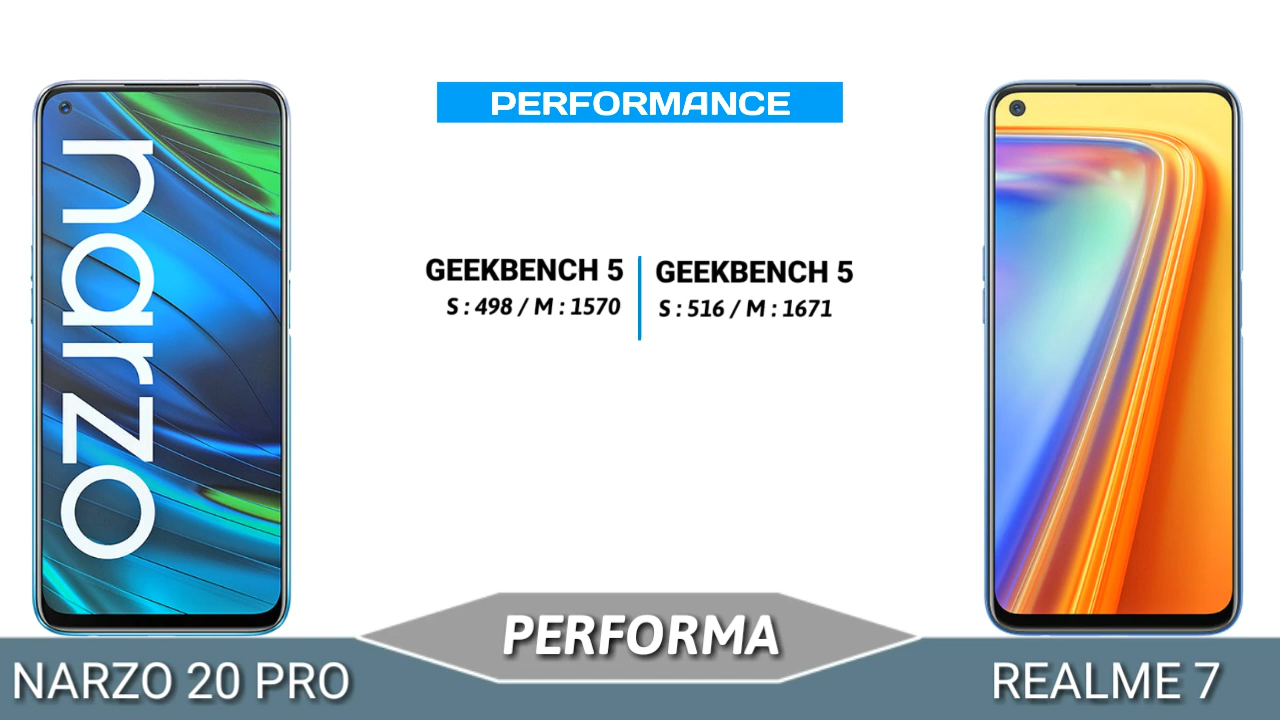 PERFORMANCE
narzo
GEEKBENCH 5
S : 498 / M : 1570
GEEKBENCH 5
S : 516 / M : 1671
PERFORMA
NARZO 20 PRO
REALME 7